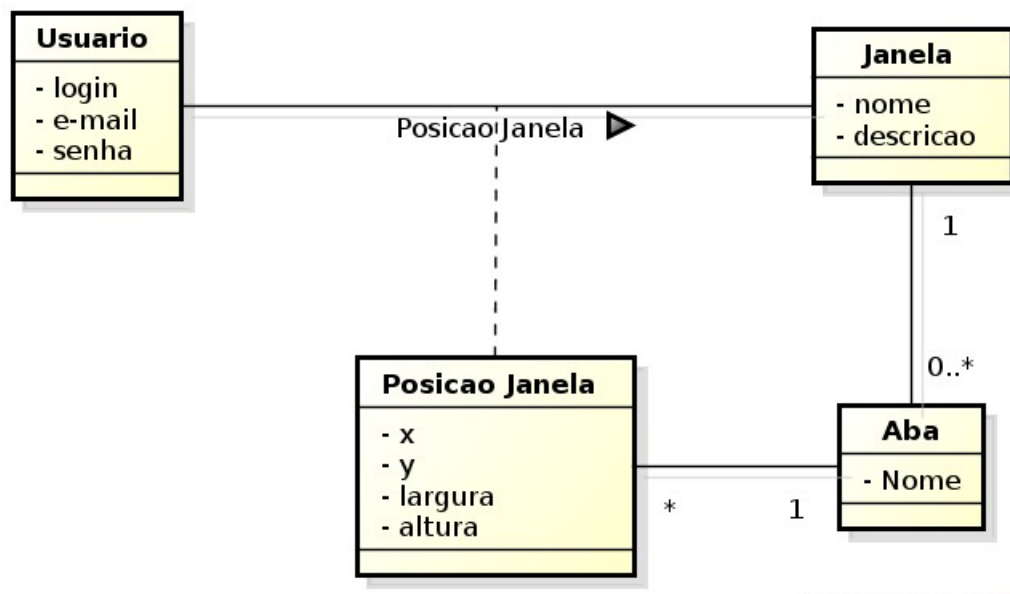 Usuario
- login
- e-mail
- senha
Posicao Janela
Janela
- nome
- descricao
1
0..*
Posicao Janela
- x
- y
- largura
- altura
*
1
Aba
- Nome